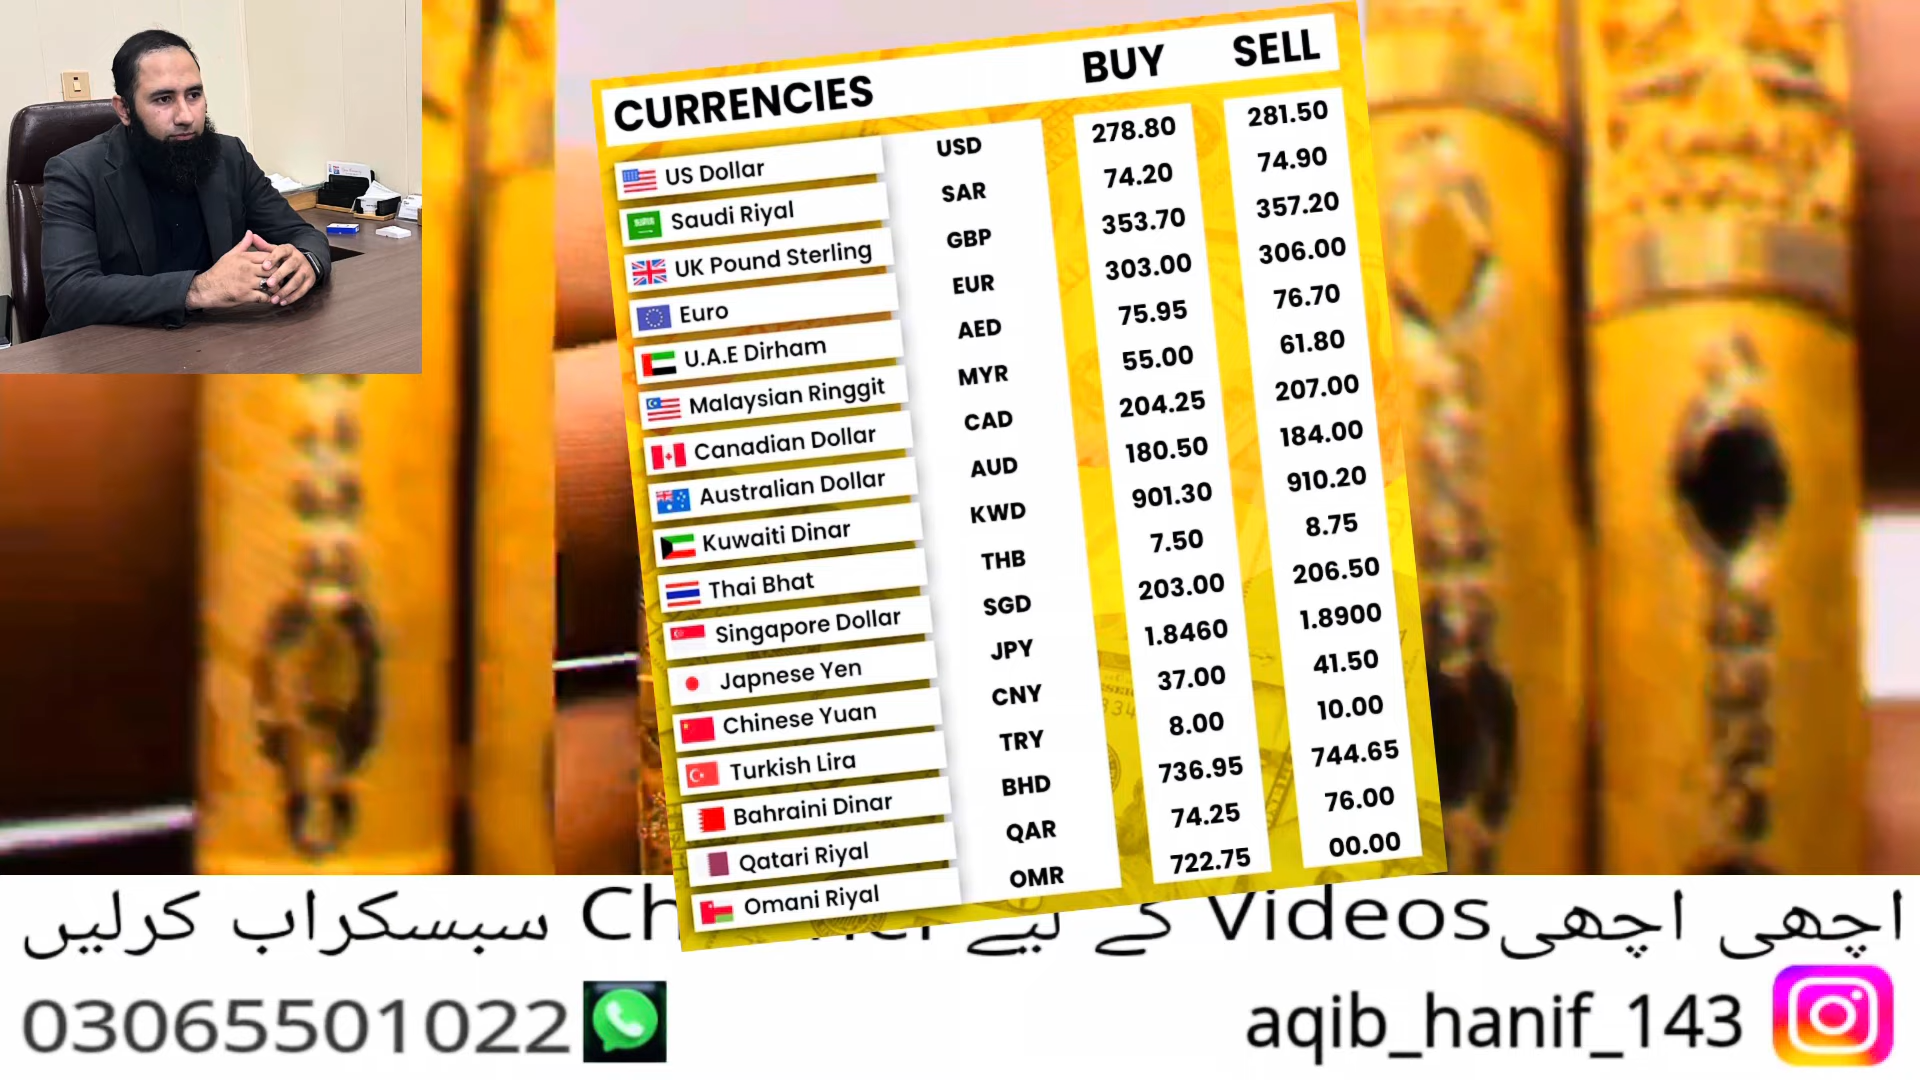 CURRENCIES BUY SELL
US Dollar USD 278.80 281.50
Saudi Riyal SAR 74.20 74.90
UK Pound Sterling GBP 353.70 357.20
Euro EUR 303.00 306.00
U.A.E Dirham AED 75.95 76.70
Malaysian Ringgit MYR 55.00 61.80
Canadian Dollar CAD 204.25 207.00
Australian Dollar AUD 180.50 184.00
Kuwaiti Dinar KWD 901.30 910.20
Thai Bhat THB 7.50 8.75
Singapore Dollar SGD 203.00 206.50
Japnese Yen JPY 1.8460 1.8900
Chinese Yuan CNY 37.00 41.50
Turkish Lira TRY 8.00 10.00
Bahraini Dinar BHD 736.95 744.65
Qatari Riyal QAR 74.25 76.00
Omani Riyal OMR 722.75 00.00
اچھی اچھی Videos کے لیے سبسکراب کرلیں
03065501022 aqib_hanif_143